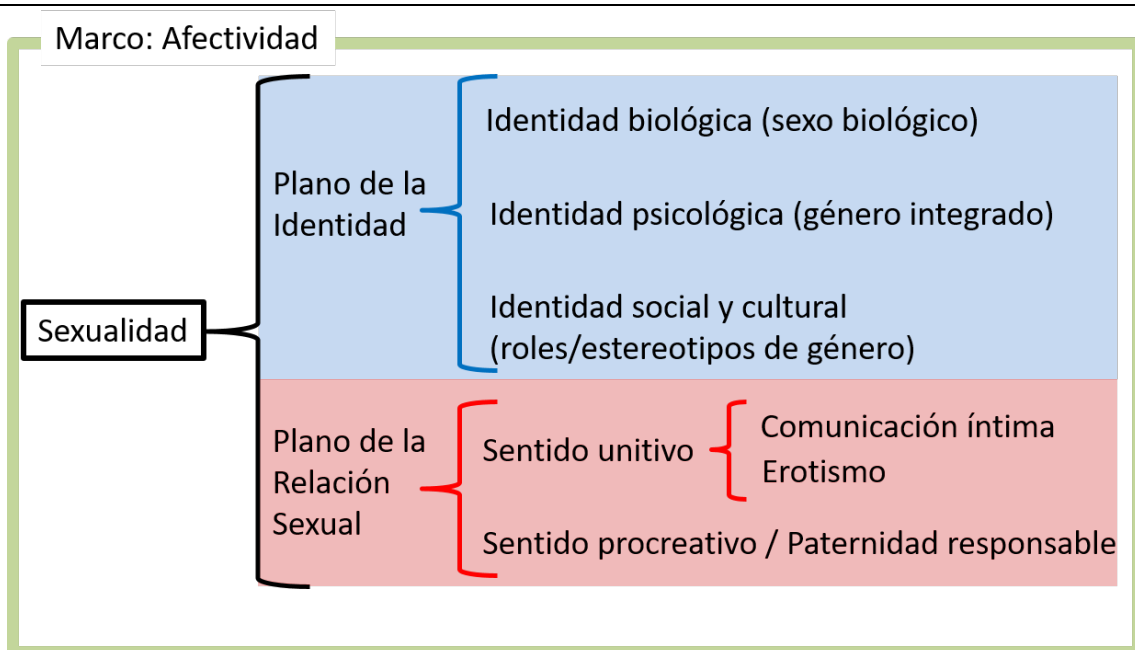 Marco: Afectividad
Sexualidad
Plano de la
Identidad
Identidad biológica (sexo biológico)
Identidad psicológica (género integrado)
Identidad social y cultural
(roles/estereotipos de género)
Plano de la
Relación
Sexual
Sentido unitivo
Comunicación íntima
Erotismo
Sentido procreativo / Paternidad responsable